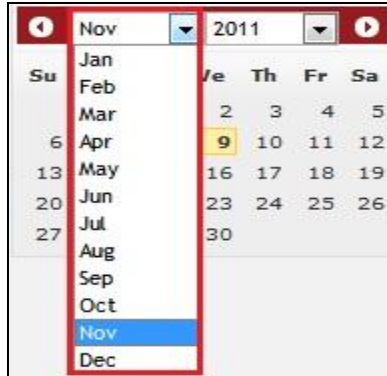 Nov 2011
Su Jan /e Th Fr Sa
Feb
Mar 2 3 4 5
6 Apr 9 10 11 12
13 May 16 17 18 19
20 Jun 23 24 25 26
27 Jul 30
Aug
Sep
Oct
Nov
Dec